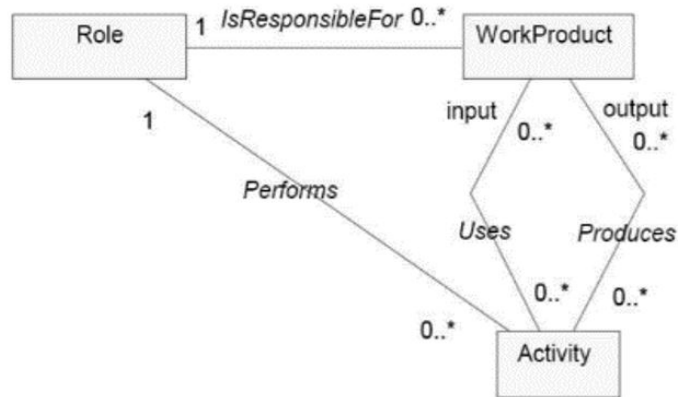 Role
1
IsResponsibleFor
0..*
WorkProduct
1
input
0..*
output
0..*
Performs
Uses
Produces
0..*
0..*
0..*
Activity